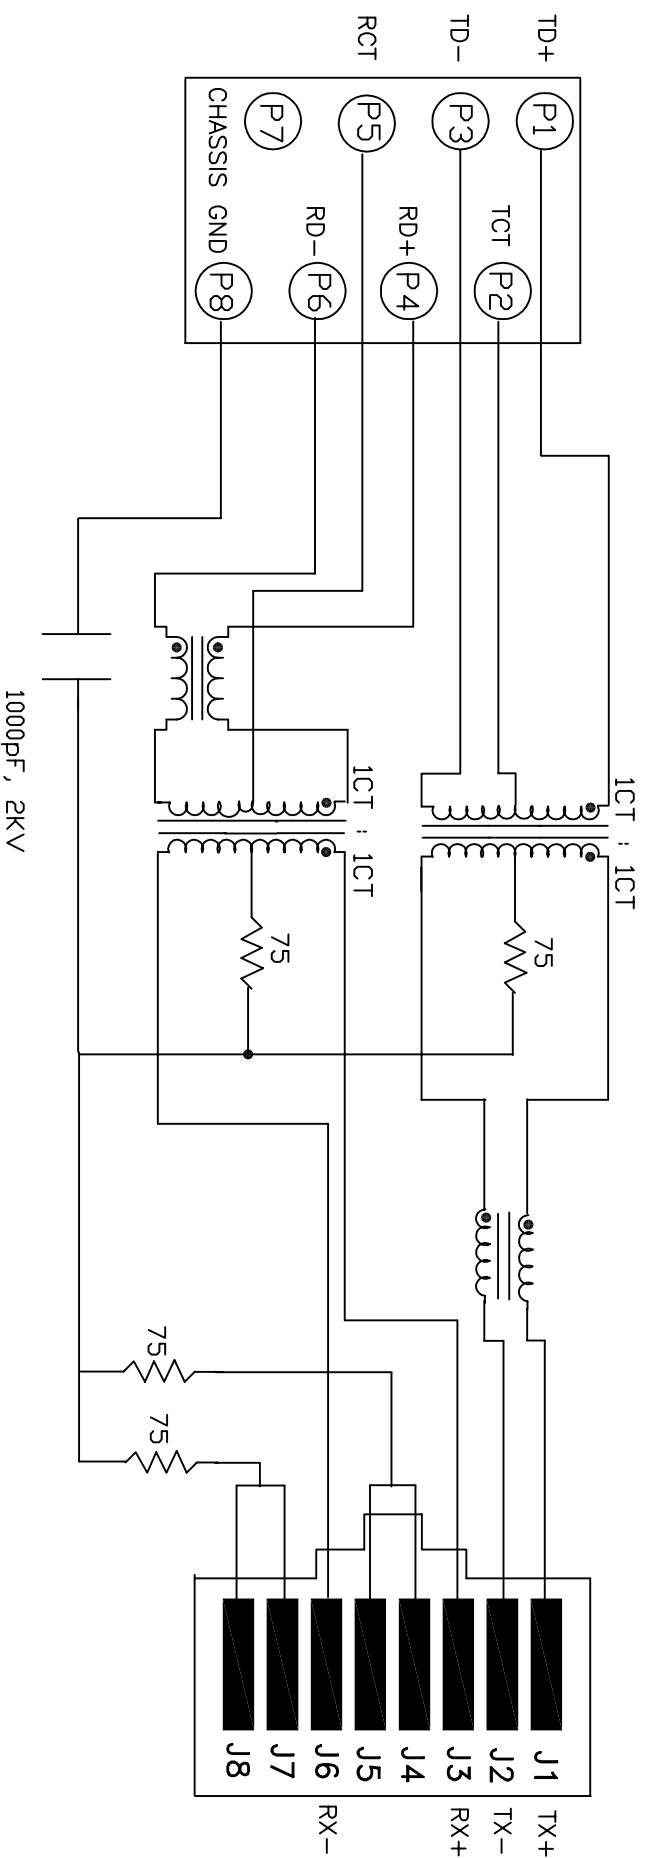 TD+
TD-
RCT
P1
P3
P5
P7
CHASSIS GND
TCT
RD+
RD-
P2
P4
P6
P8
1CT : 1CT
1CT : 1CT
1000pF, 2KV
75
75
75
75
J1
J2
J3
J4
J5
J6
J7
J8
TX+
TX-
RX+
RX-